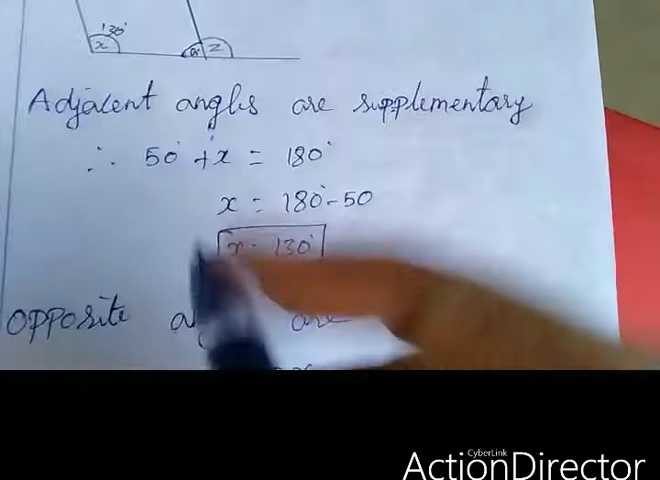 130°
x
z
Adjacent angles are supplementary
∴ 50° + x = 180°
x = 180° - 50
x = 130°
opposite are
CyberLink
ActionDirector